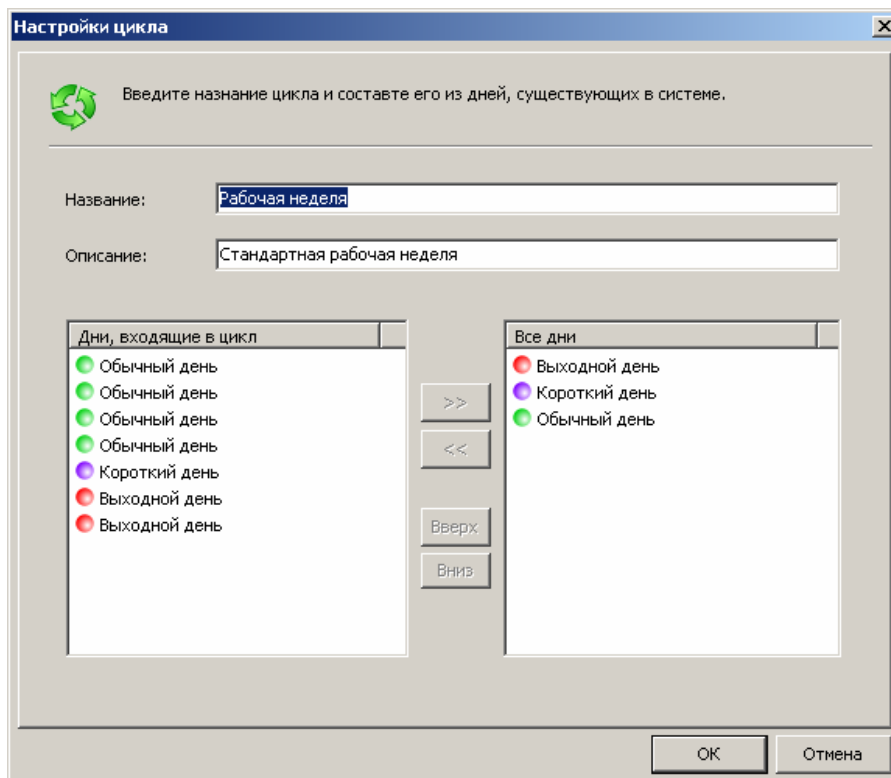 Настройки цикла
Введите назнание цикла и составте его из дней, существующих в системе.
Название:
Рабочая неделя
Описание:
Стандартная рабочая неделя
Дни, входящие в цикл
Обычный день
Обычный день
Обычный день
Обычный день
Короткий день
Выходной день
Выходной день
>>
<<
Вверх
Вниз
Все дни
Выходной день
Короткий день
Обычный день
ОК
Отмена